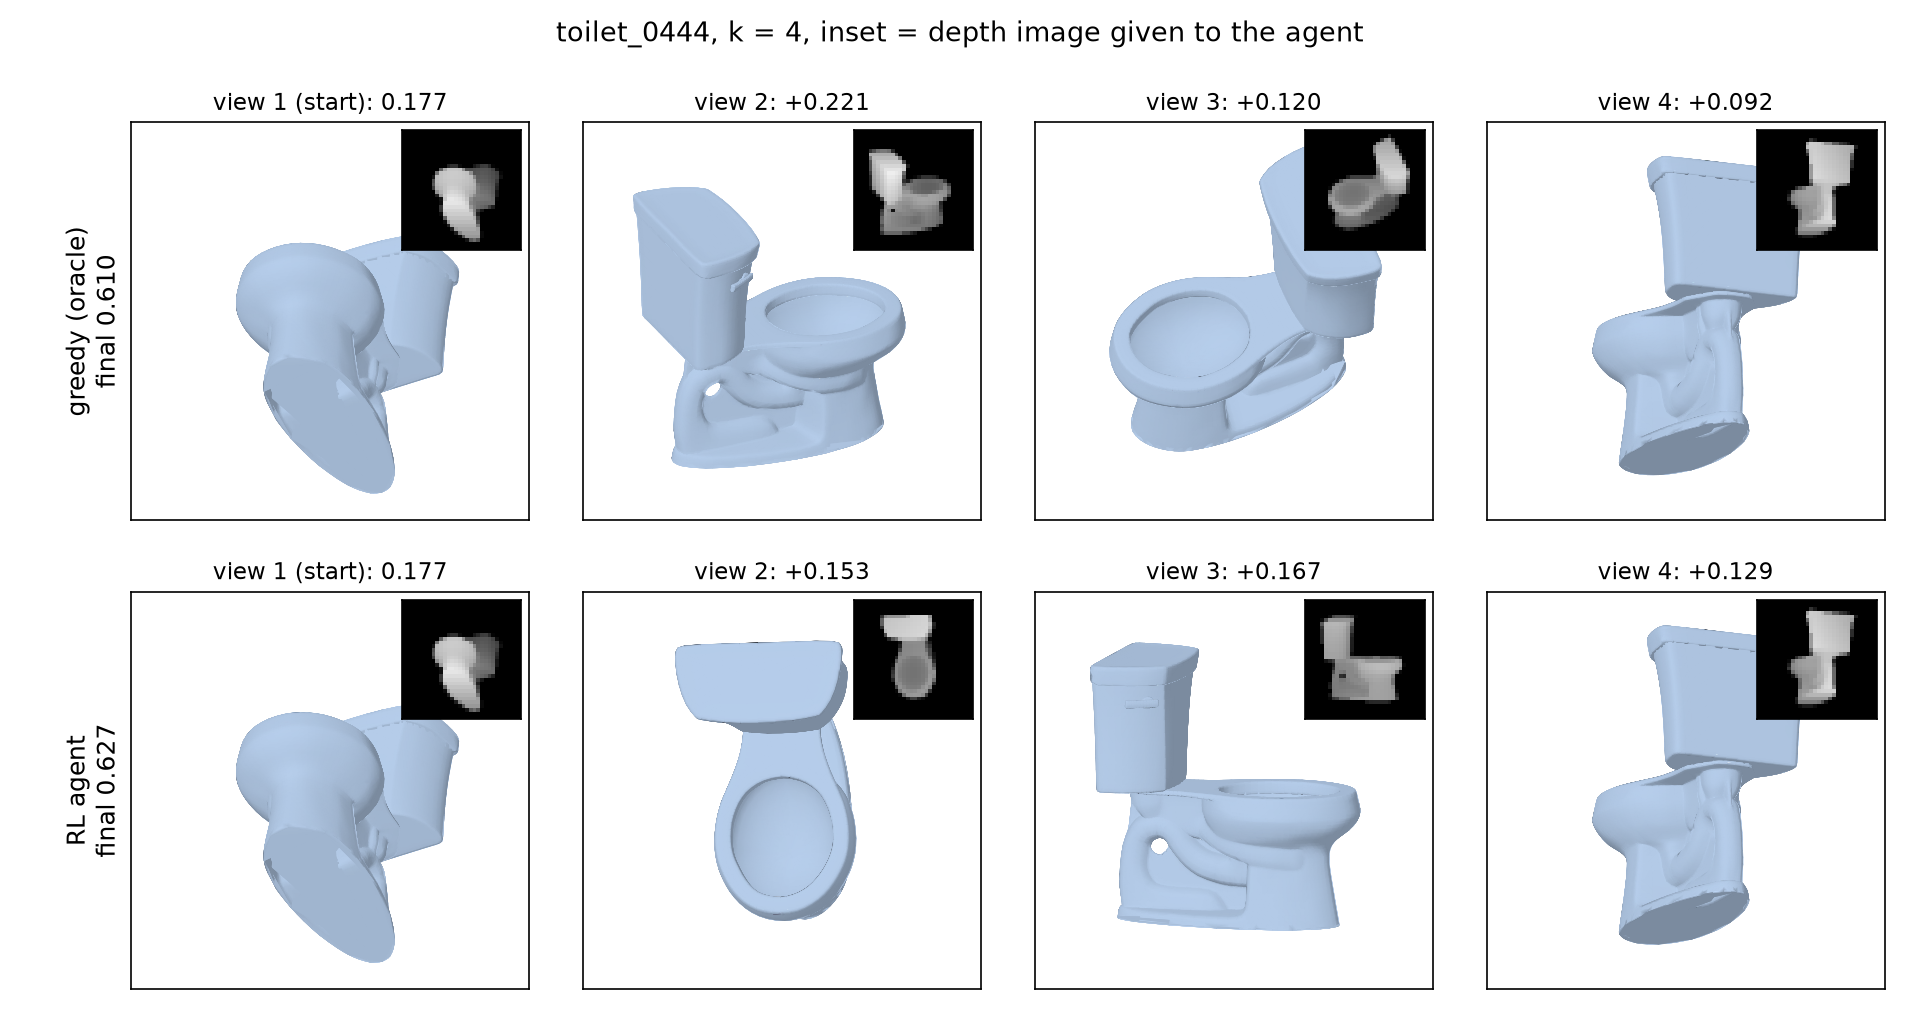 toilet_0444, k = 4, inset = depth image given to the agent
view 1 (start): 0.177
view 2: +0.221
view 3: +0.120
view 4: +0.092
greedy (oracle)
final 0.610
view 1 (start): 0.177
view 2: +0.153
view 3: +0.167
view 4: +0.129
RL agent
final 0.627